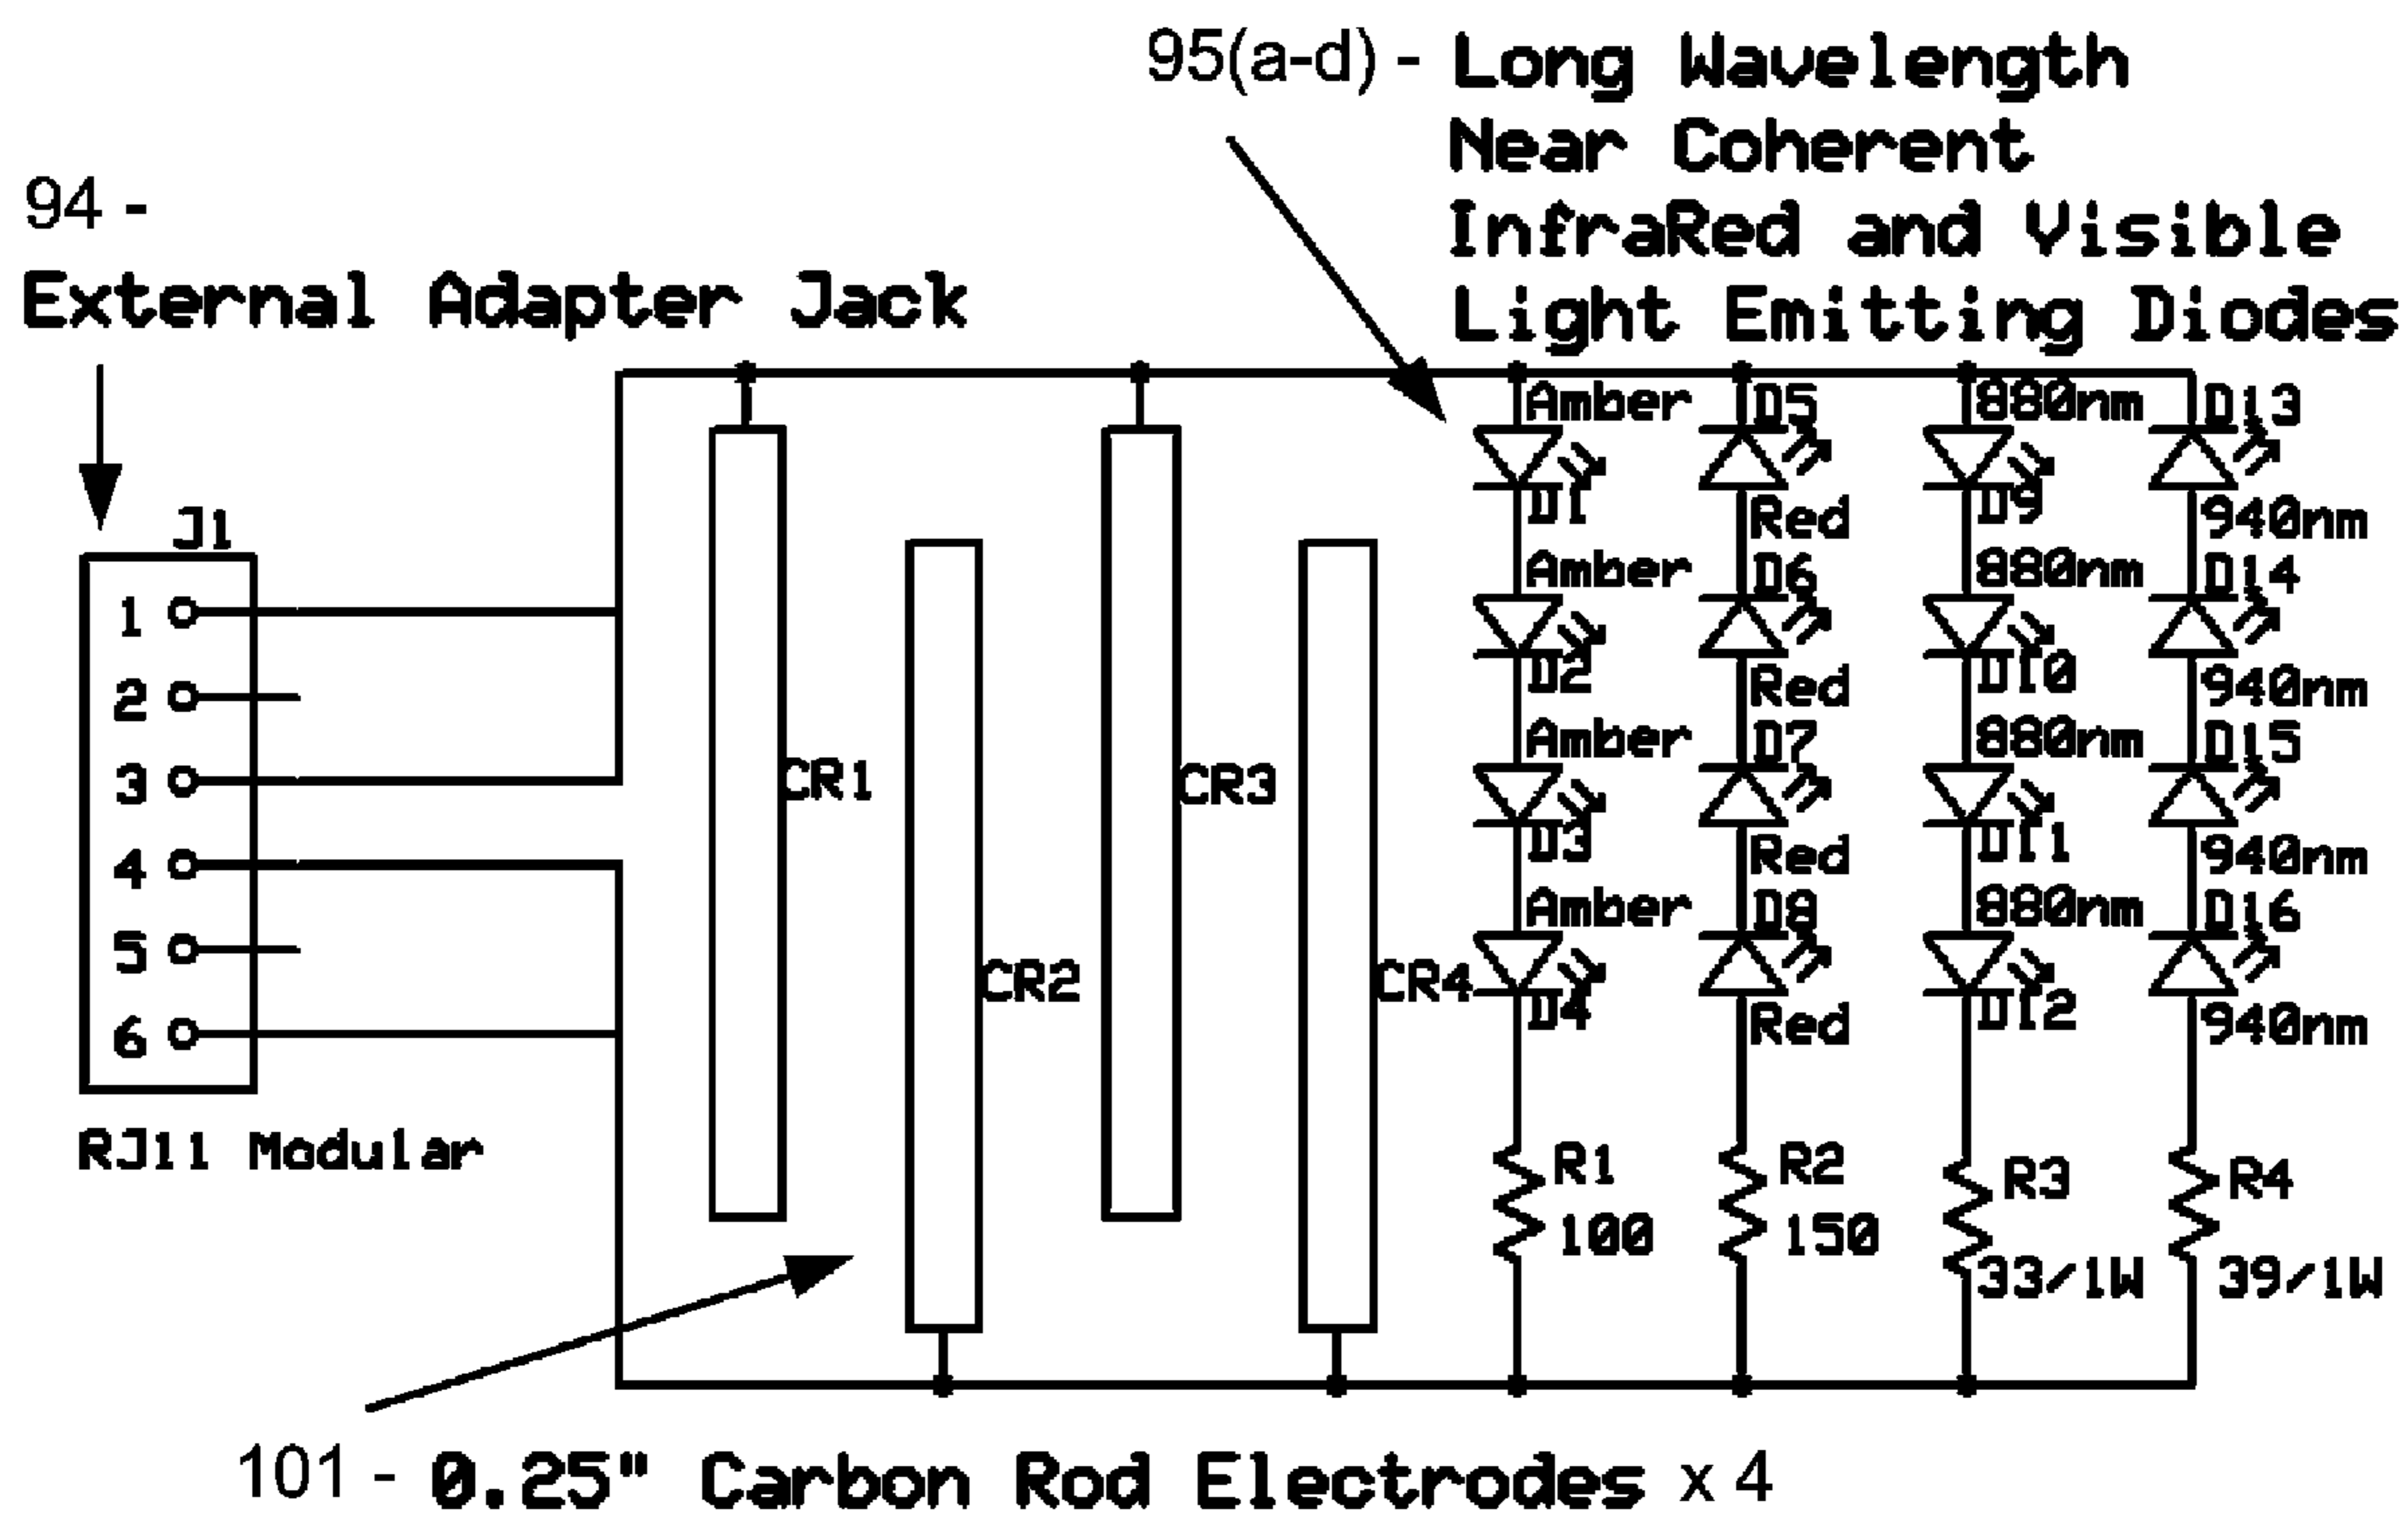 95(a-d) - Long Wavelength
Near Coherent
InfraRed and Visible
Light Emitting Diodes
94 -
External Adapter Jack
J1
1
2
3
4
5
6
RJ11 Modular
CR1
CR2
CR3
CR4
Amber
D1
Amber
D2
Amber
D3
Amber
D4
R1
100
D5
Red
D6
Red
D7
Red
D8
Red
R2
150
880nm
D9
880nm
D10
880nm
D11
880nm
D12
R3
33/1W
D13
940nm
D14
940nm
D15
940nm
D16
940nm
R4
39/1W
101 - 0.25" Carbon Rod Electrodes x 4